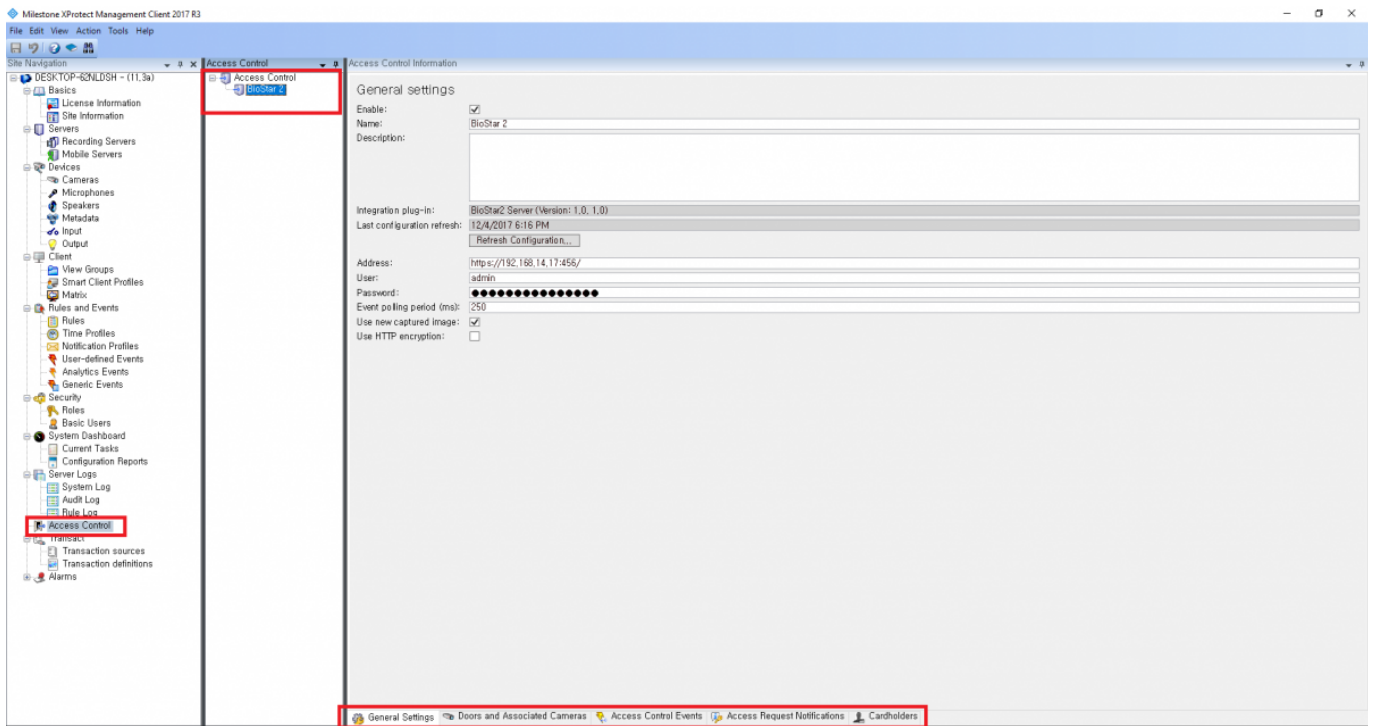 Milestone XProtect Management Client 2017 R3
File Edit View Action Tools Help
Site Navigation
DESKTOP-62NLDSH - (11,3a)
Basics
License Information
Site Information
Servers
Recording Servers
Mobile Servers
Devices
Cameras
Microphones
Speakers
Metadata
Input
Output
Client
View Groups
Smart Client Profiles
Matrix
Rules and Events
Rules
Time Profiles
Notification Profiles
User-defined Events
Analytics Events
Generic Events
Security
Roles
Basic Users
System Dashboard
Current Tasks
Configuration Reports
Server Logs
System Log
Audit Log
Rule Log
Access Control
Transact
Transaction sources
Transaction definitions
Alarms
Access Control
Access Control
BioStar 2
Access Control Information
General settings
Enable:
Name: BioStar 2
Description:
Integration plug-in: BioStar2 Server (Version: 1,0, 1,0)
Last configuration refresh: 12/4/2017 6:16 PM
Refresh Configuration,,,
Address: https://192,168,14,17:456/
User: admin
Password: ●●●●●●●●●●●●●●●
Event polling period (ms): 250
Use new captured image:
Use HTTP encryption:
General Settings Doors and Associated Cameras Access Control Events Access Request Notifications Cardholders